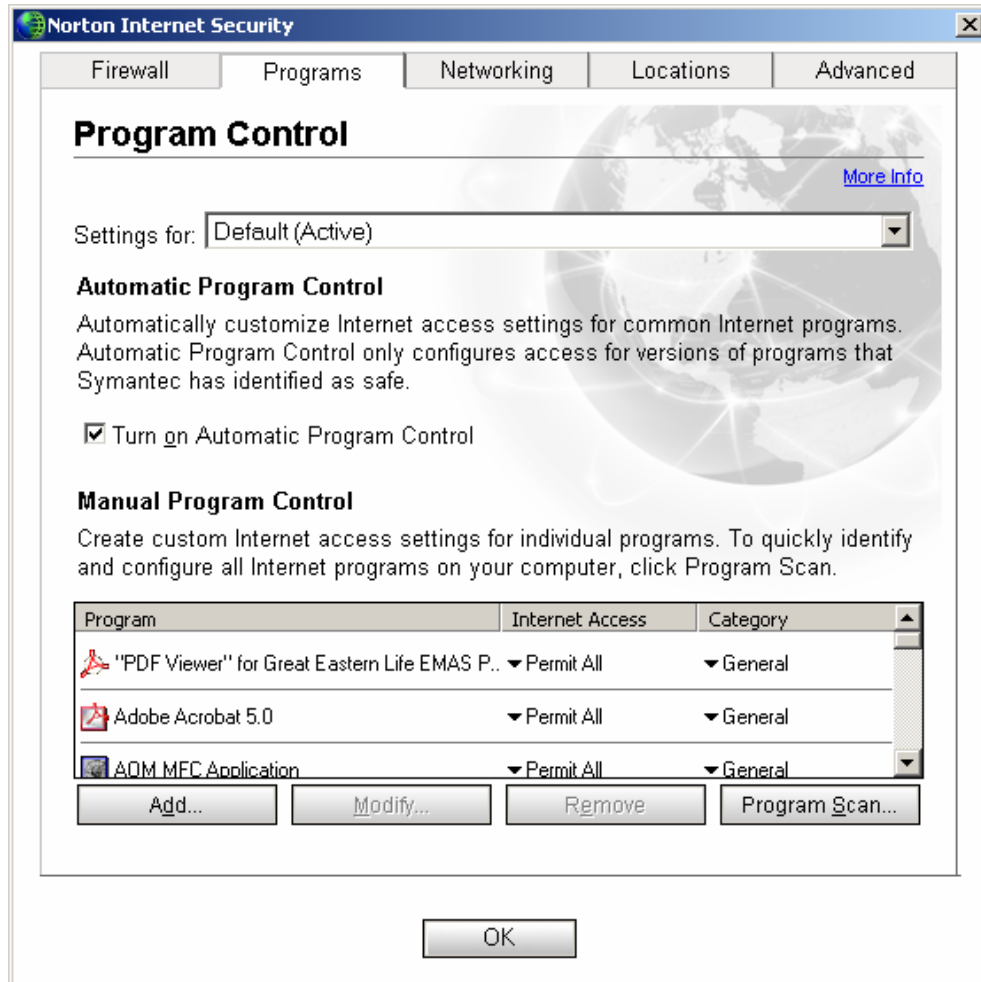 Norton Internet Security
Firewall
Programs
Networking
Locations
Advanced
Program Control
More Info
Settings for: Default (Active)
Automatic Program Control
Automatically customize Internet access settings for common Internet programs.
Automatic Program Control only configures access for versions of programs that
Symantec has identified as safe.
Turn on Automatic Program Control
Manual Program Control
Create custom Internet access settings for individual programs. To quickly identify
and configure all Internet programs on your computer, click Program Scan.
Program Internet Access Category
"PDF Viewer" for Great Eastern Life EMAS P.. Permit All General
Adobe Acrobat 5.0 Permit All General
AOM MFC Application Permit All General
Add... Modify... Remove Program Scan...
OK